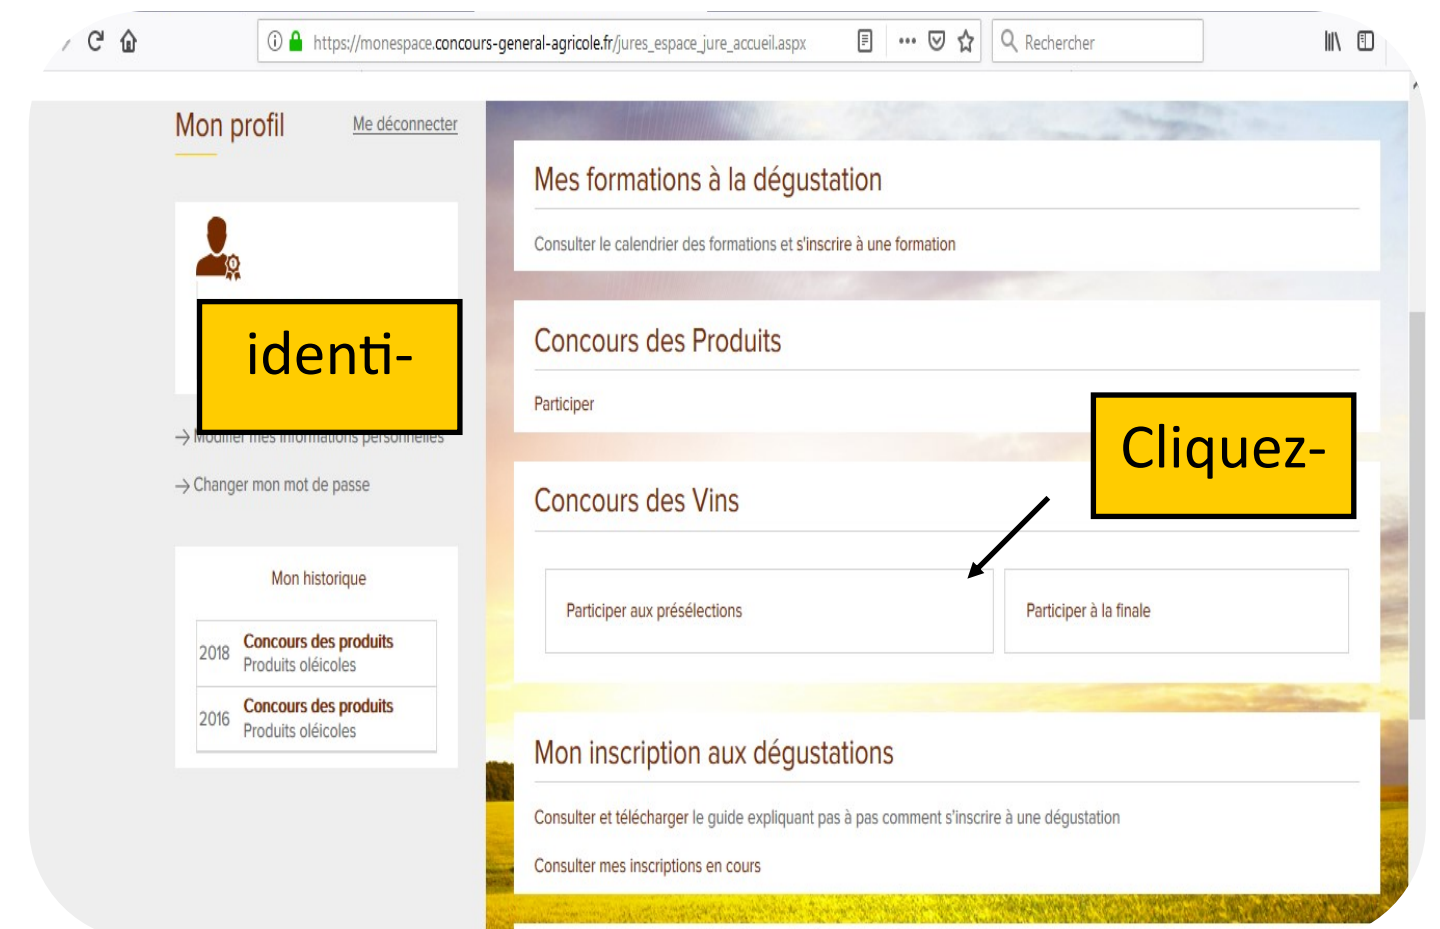 https://monespace.concours-general-agricole.fr/jures_espace_jure_accueil.aspx
Rechercher
Mon profil
Me déconnecter
identi-
Modifier mes informations personnelles
Changer mon mot de passe
Mon historique
2018
Concours des produits
Produits oléicoles
2016
Concours des produits
Produits oléicoles
Mes formations à la dégustation
Consulter le calendrier des formations et s'inscrire à une formation
Concours des Produits
Participer
Cliquez-
Concours des Vins
Participer aux présélections
Participer à la finale
Mon inscription aux dégustations
Consulter et télécharger le guide expliquant pas à pas comment s'inscrire à une dégustation
Consulter mes inscriptions en cours